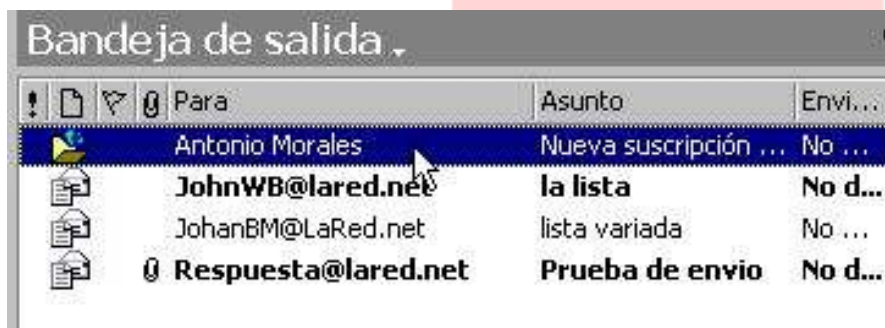 Bandeja de salida
! Para Asunto Envi...
Antonio Morales Nueva suscripción ... No ...
JohnWB@lared.net la lista No d...
JohanBM@LaRed.net lista variada No ...
Respuesta@lared.net Prueba de envio No d...